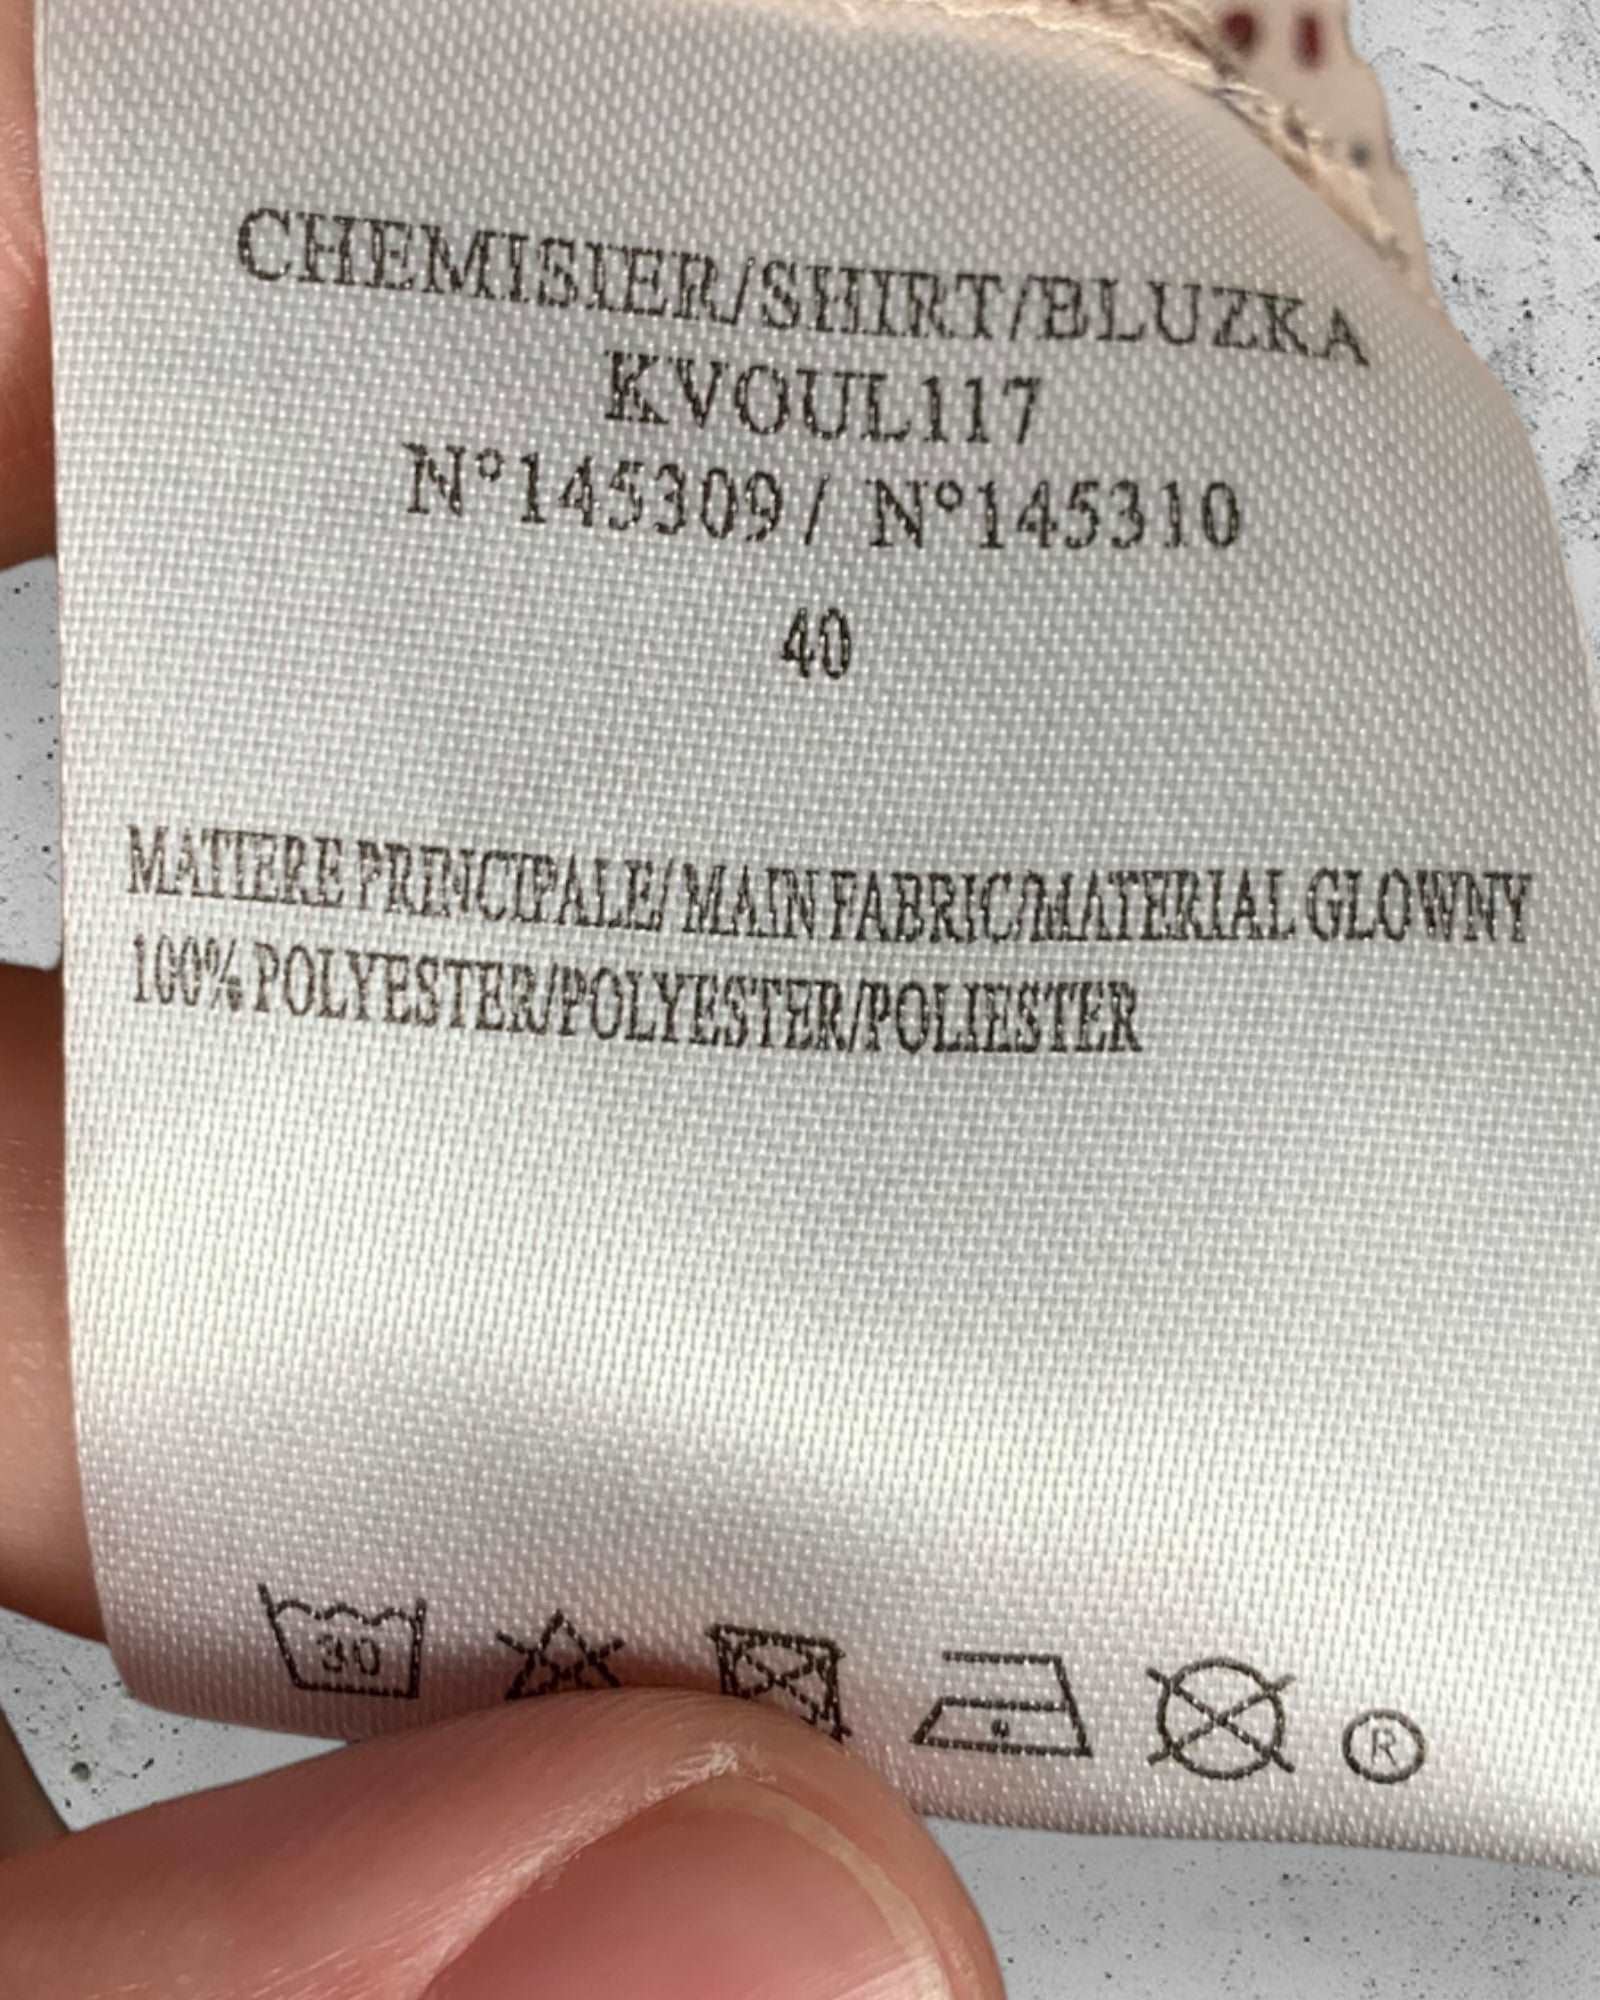 CHEMISIER/SHIRT/BLUZKA
KVOUL117
N°145309 / N°145310
40
MATIERE PRINCIPALE/ MAIN FABRIC/MATERIAL GLOWNY
100% POLYESTER/POLYESTER/POLIESTER
30 ®